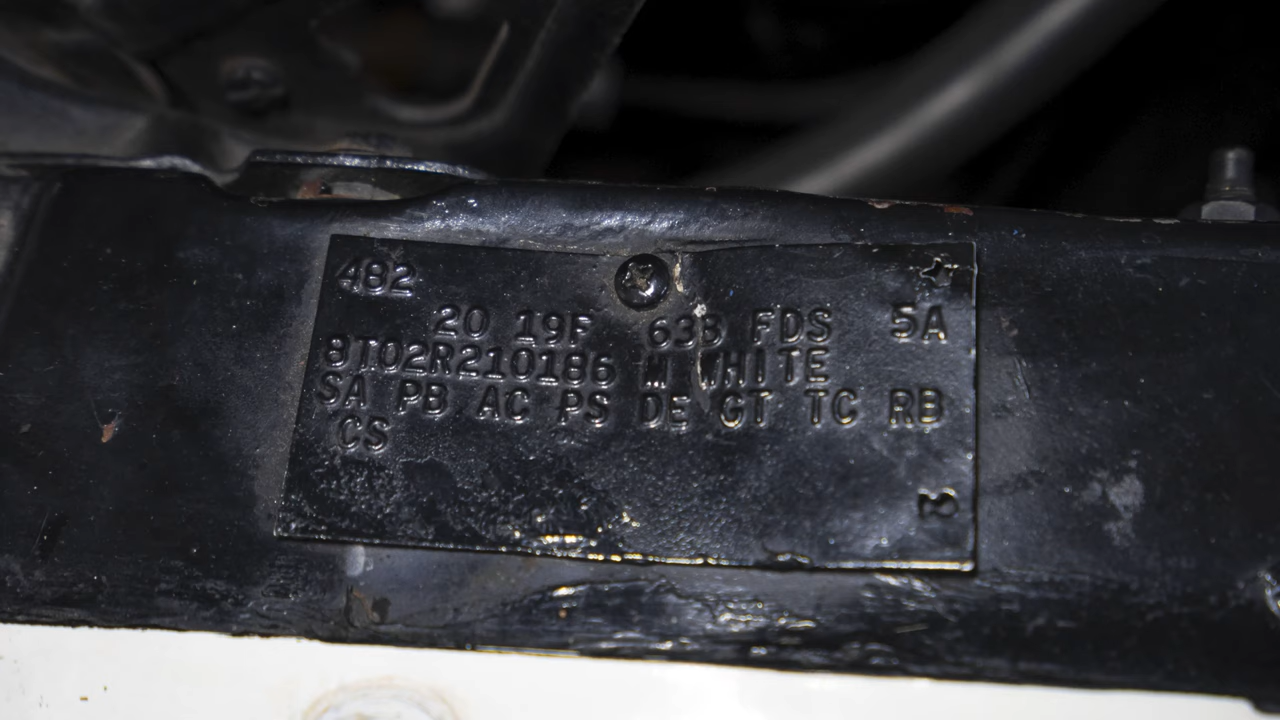 482
20 19F 63B FDS 5A
8T02R210186 M WHITE
SA PB AC PS DE GT TC RB
CS